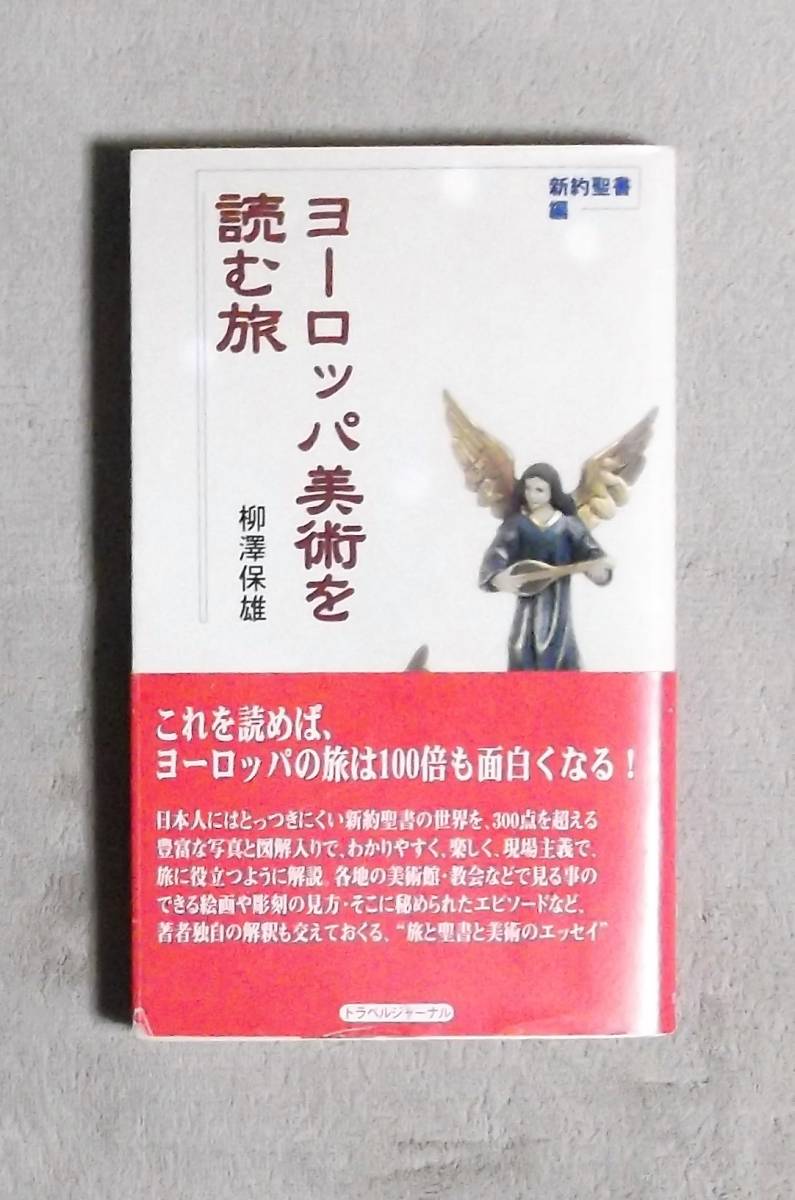 新約聖書
編
ヨーロッパ美術を
読む旅
柳澤保雄
これを読めば、
ヨーロッパの旅は100倍も面白くなる!
日本人にはとっつきにくい新約聖書の世界を、300点を超える
豊富な写真と図解入りで、わかりやすく、楽しく、現場主義で、
旅に役立つように解説。各地の美術館・教会などで見る事の
できる絵画や彫刻の見方・そこに秘められたエピソードなど、
著者独自の解釈も交えておくる、“旅と聖書と美術のエッセイ”
トラベルジャーナル